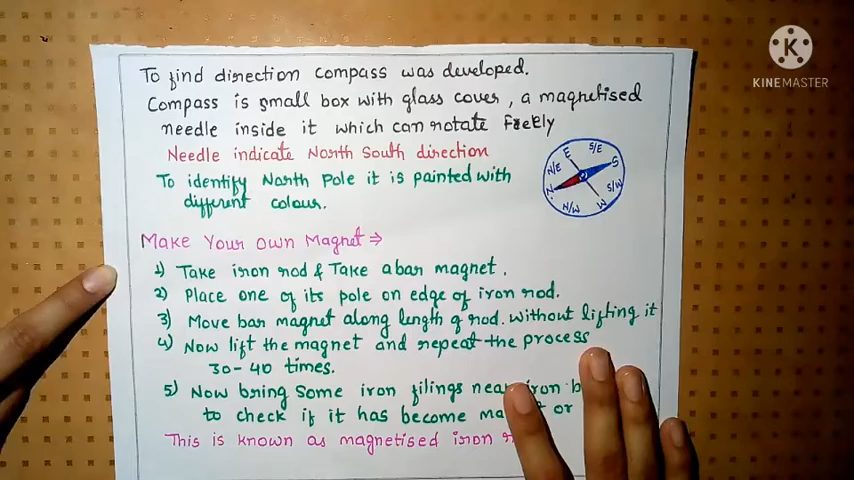 To find direction compass was developed.
Compass is small box with glass cover, a magnetised
needle inside it which can rotate freely
Needle indicate North South direction
To identify North pole it is painted with
different colour.
N
N/E
E
S/E
S
S/W
W
N/W
Make Your Own Magnet ⇒
1) Take iron rod & Take a bar magnet.
2) Place one of its pole on edge of iron rod.
3) Move bar magnet along length of rod. without lifting it
4) Now lift the magnet and repeat the process
30-40 times.
5) Now bring some iron filings near iron
to check if it has become or
This is known as magnetised iron
K
KINEMASTER